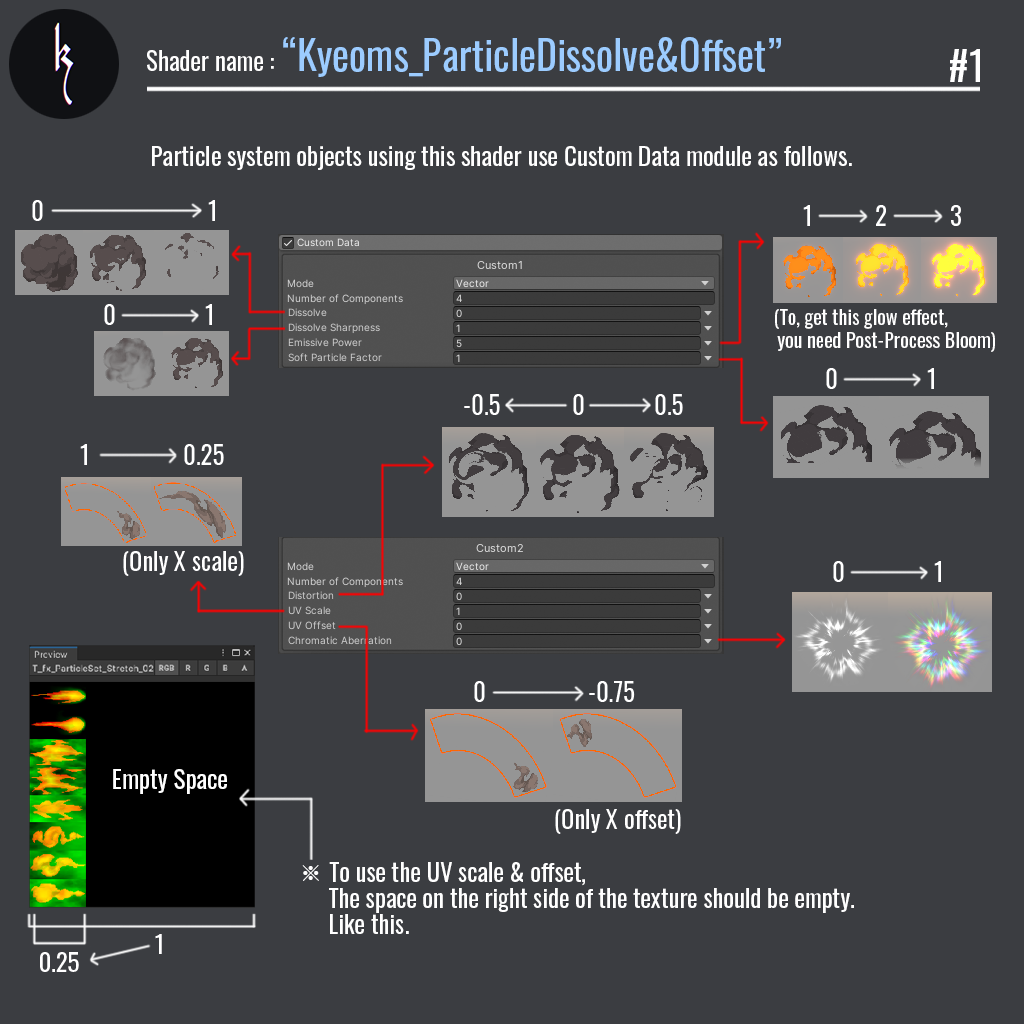 Shader name : “Kyeoms_ParticleDissolve&Offset”
#1
Particle system objects using this shader use Custom Data module as follows.
0 1
0 1
Custom Data
Custom1
Mode Vector
Number of Components 4
Dissolve 0
Dissolve Sharpness 1
Emissive Power 5
Soft Particle Factor 1
1 2 3
(To, get this glow effect,
you need Post-Process Bloom)
0 1
-0.5 0 0.5
1 0.25
(Only X scale)
Custom2
Mode Vector
Number of Components 4
Distortion 0
UV Scale 1
UV Offset 0
Chromatic Aberration 0
0 1
0 -0.75
(Only X offset)
Preview
T_fx_ParticleSet_Stretch_02 RGB R G B A
Empty Space
※ To use the UV scale & offset,
The space on the right side of the texture should be empty.
Like this.
1
0.25